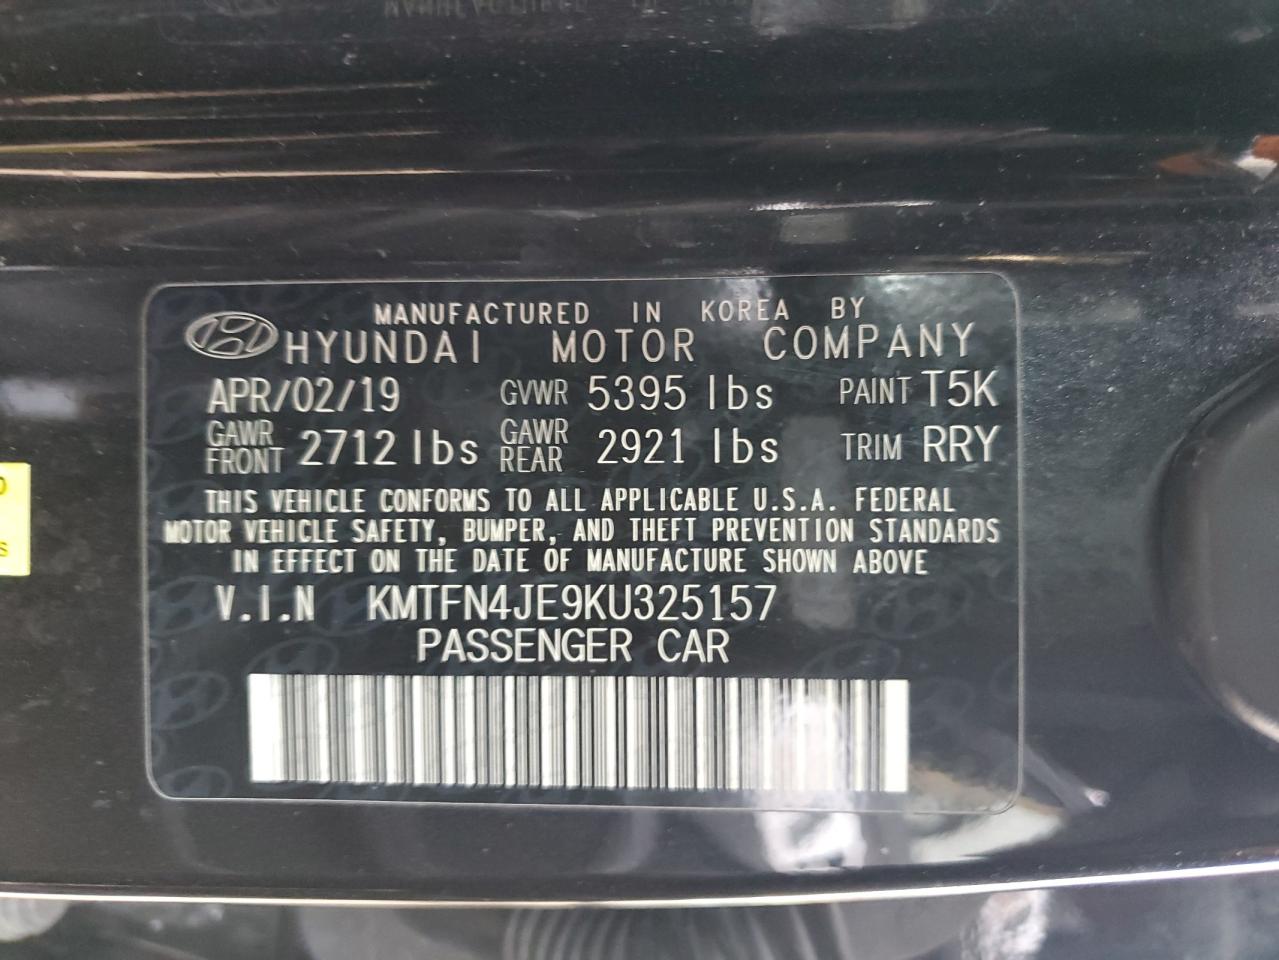 MANUFACTURED IN KOREA BY
HYUNDAI MOTOR COMPANY
APR/02/19 GVWR 5395 lbs PAINT T5K
GAWR FRONT 2712 lbs GAWR REAR 2921 lbs TRIM RRY
THIS VEHICLE CONFORMS TO ALL APPLICABLE U.S.A. FEDERAL
MOTOR VEHICLE SAFETY, BUMPER, AND THEFT PREVENTION STANDARDS
IN EFFECT ON THE DATE OF MANUFACTURE SHOWN ABOVE
V.I.N KMTFN4JE9KU325157
PASSENGER CAR